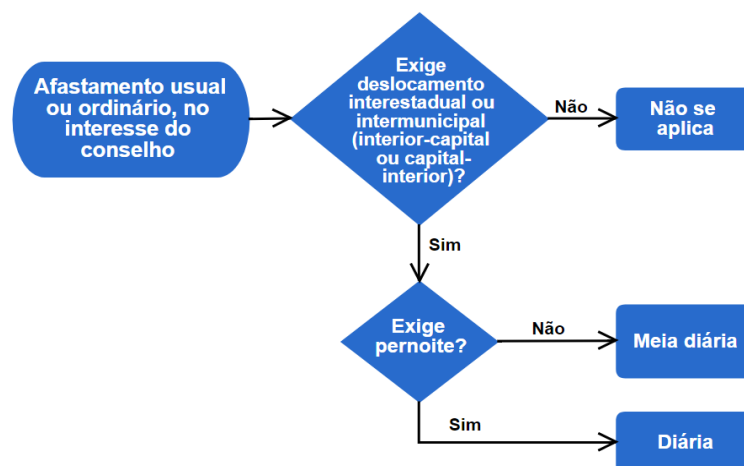 Afastamento usual
ou ordinário, no
interesse do
conselho
Exige
deslocamento
interestadual ou
intermunicipal
(interior-capital
ou capital-
interior)?
Não
Não se
aplica
Sim
Exige
pernoite?
Não
Meia diária
Sim
Diária